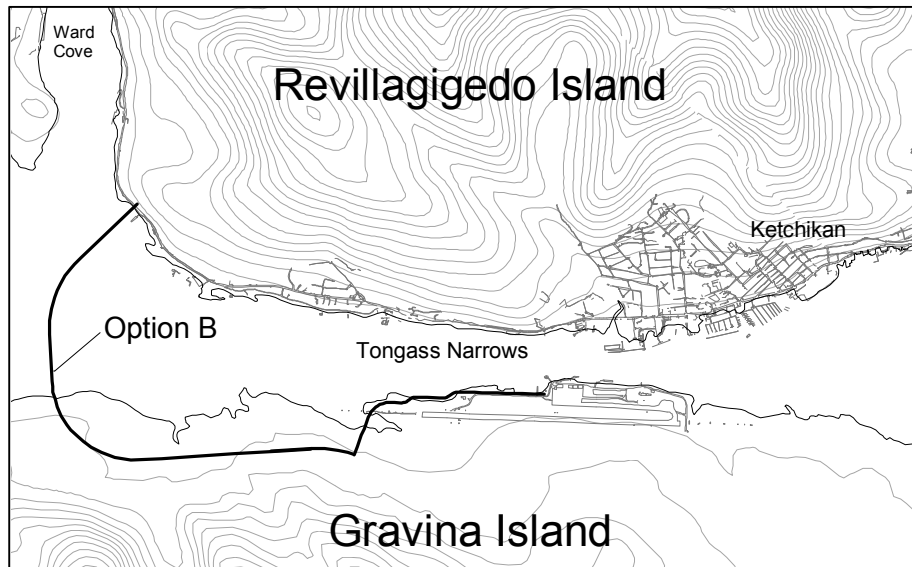 Ward
Cove
Revillagigedo Island
Ketchikan
Option B
Tongass Narrows
Gravina Island